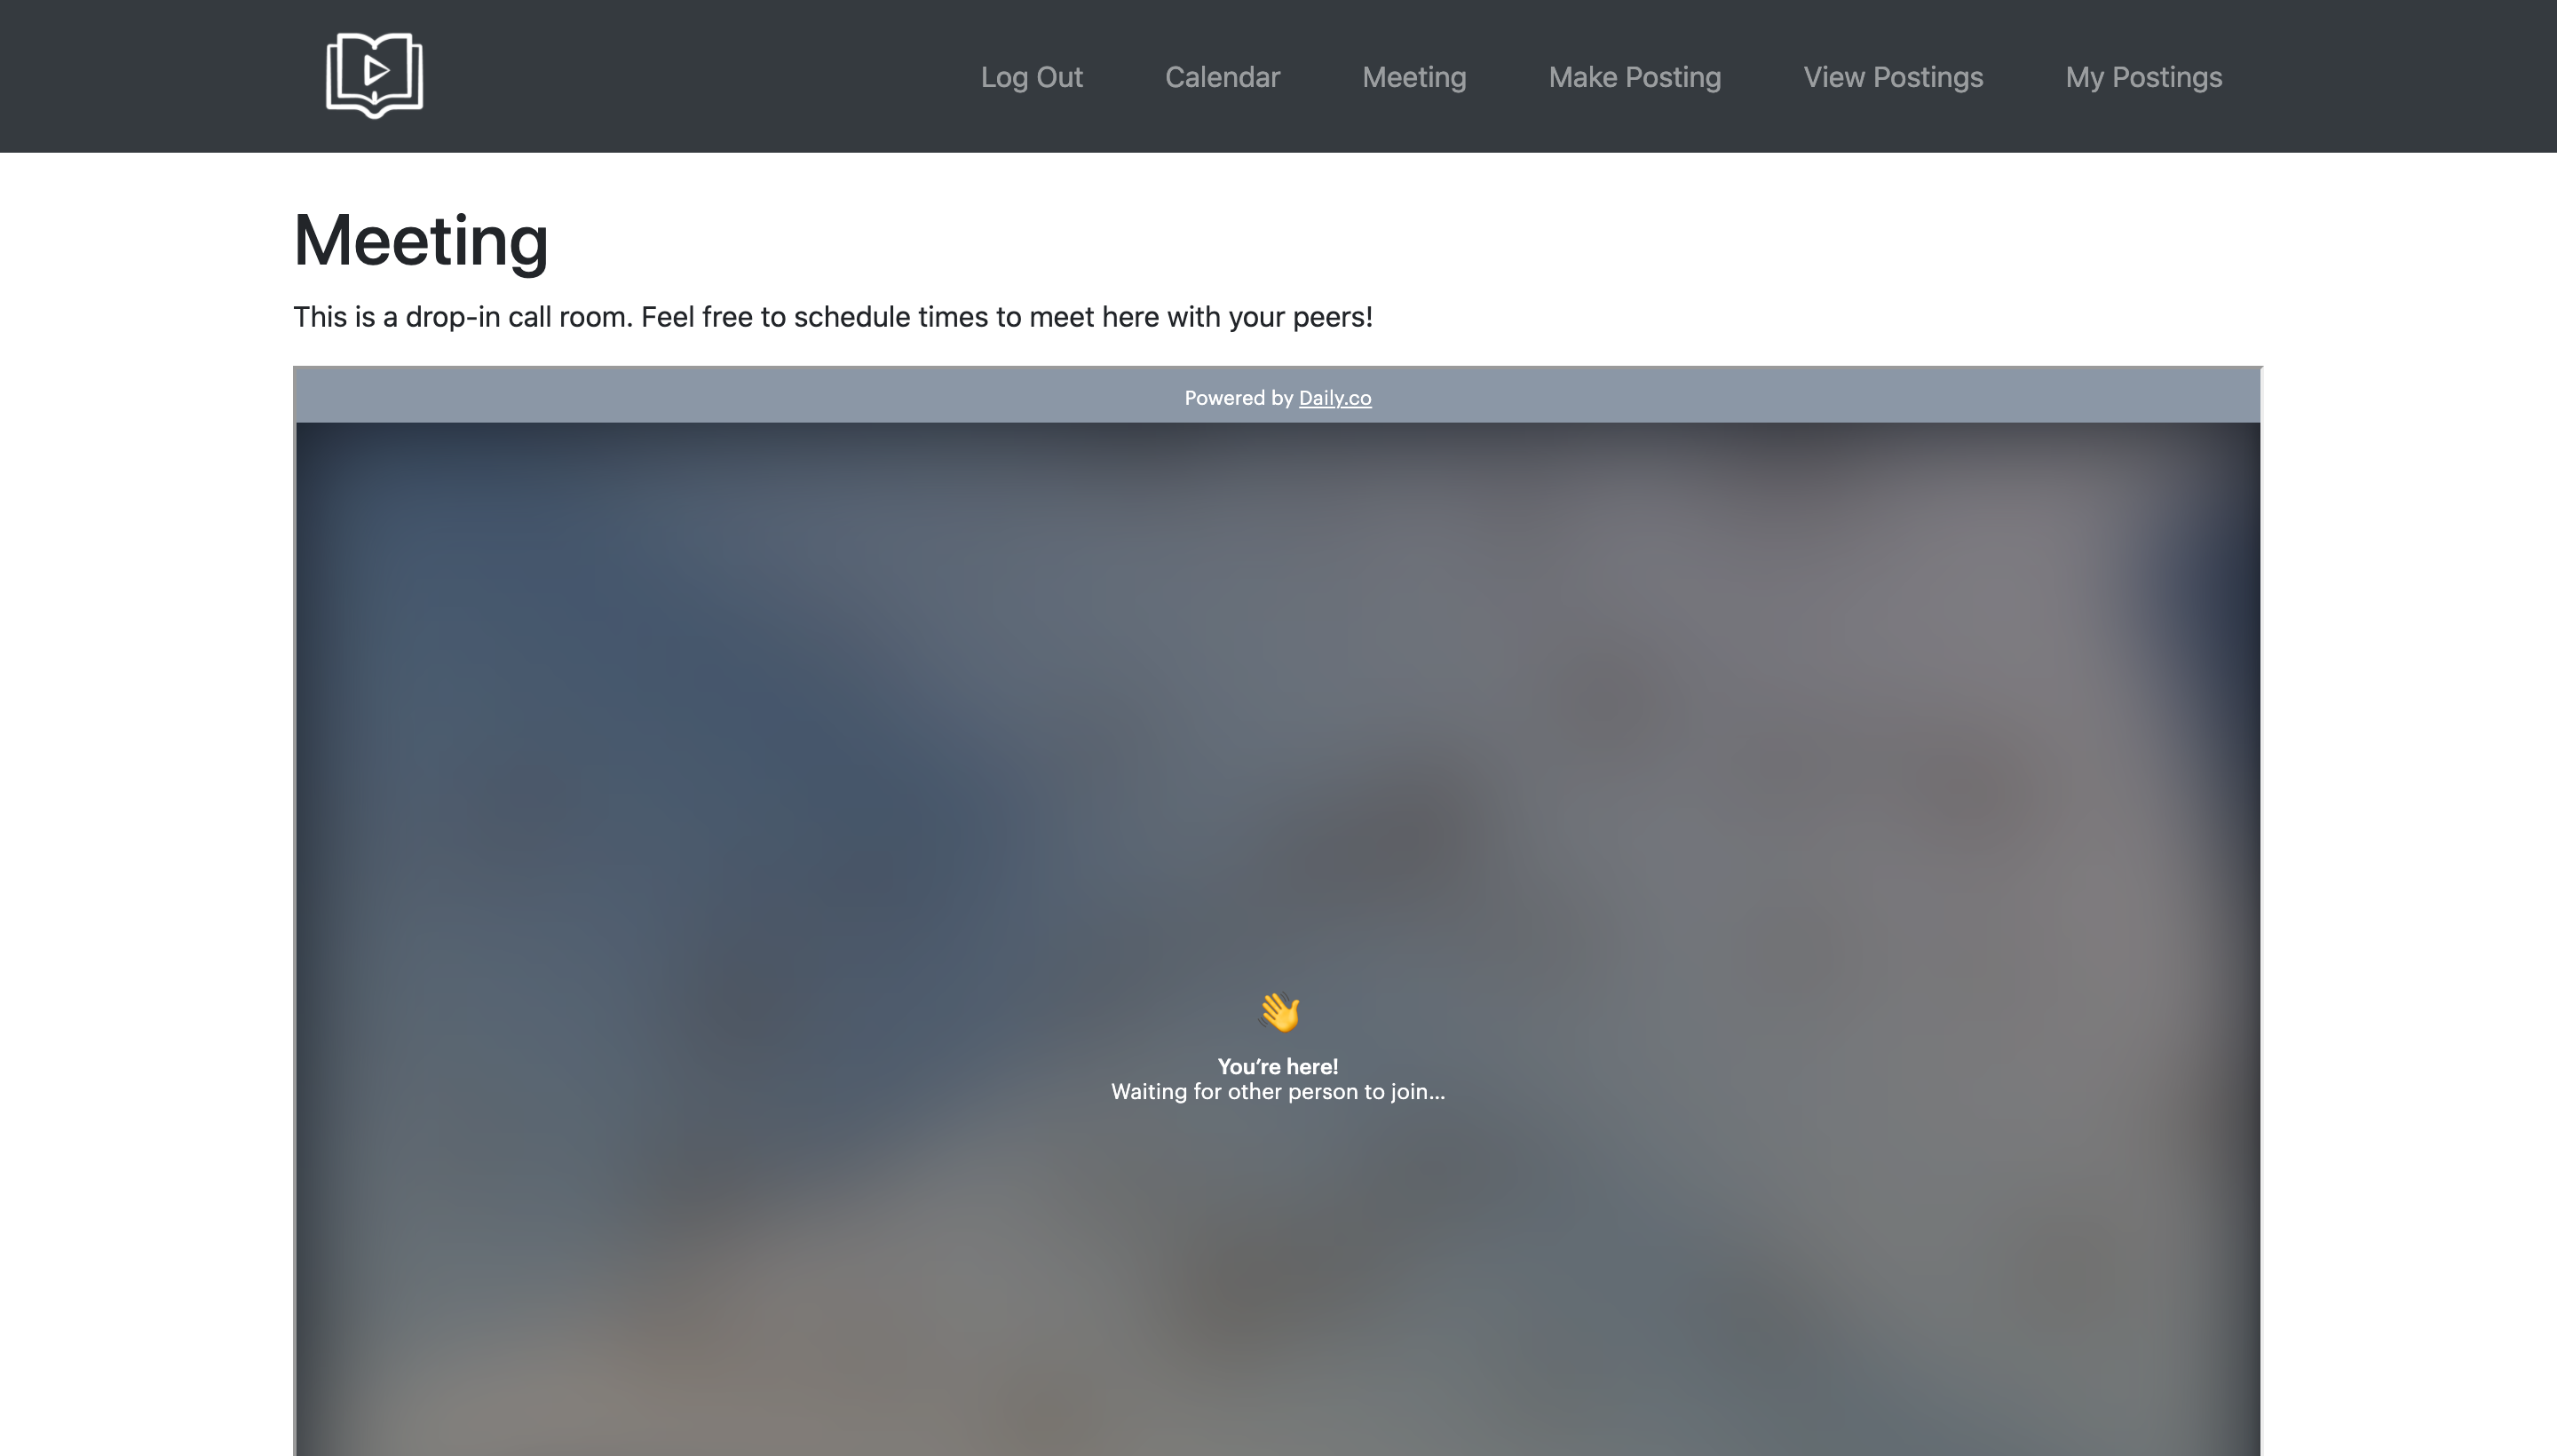 Log Out Calendar Meeting Make Posting View Postings My Postings
Meeting
This is a drop-in call room. Feel free to schedule times to meet here with your peers!
Powered by Daily.co
You’re here!
Waiting for other person to join...